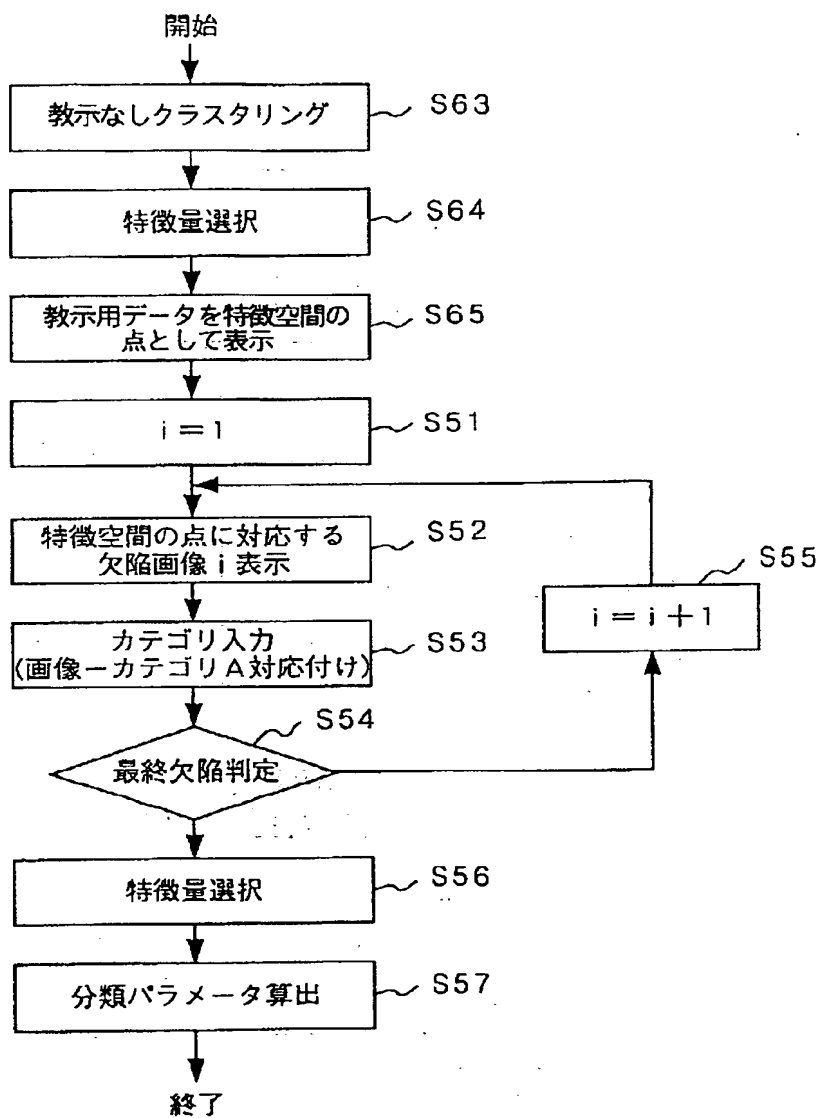 開始
教示なしクラスタリング
S63
特徴量選択
S64
教示用データを特徴空間の
点として表示
S65
i=1
S51
特徴空間の点に対応する
欠陥画像i表示
S52
S55
i=i+1
カテゴリ入力
(画像-カテゴリA対応付け)
S53
S54
最終欠陥判定
特徴量選択
S56
分類パラメータ算出
S57
終了